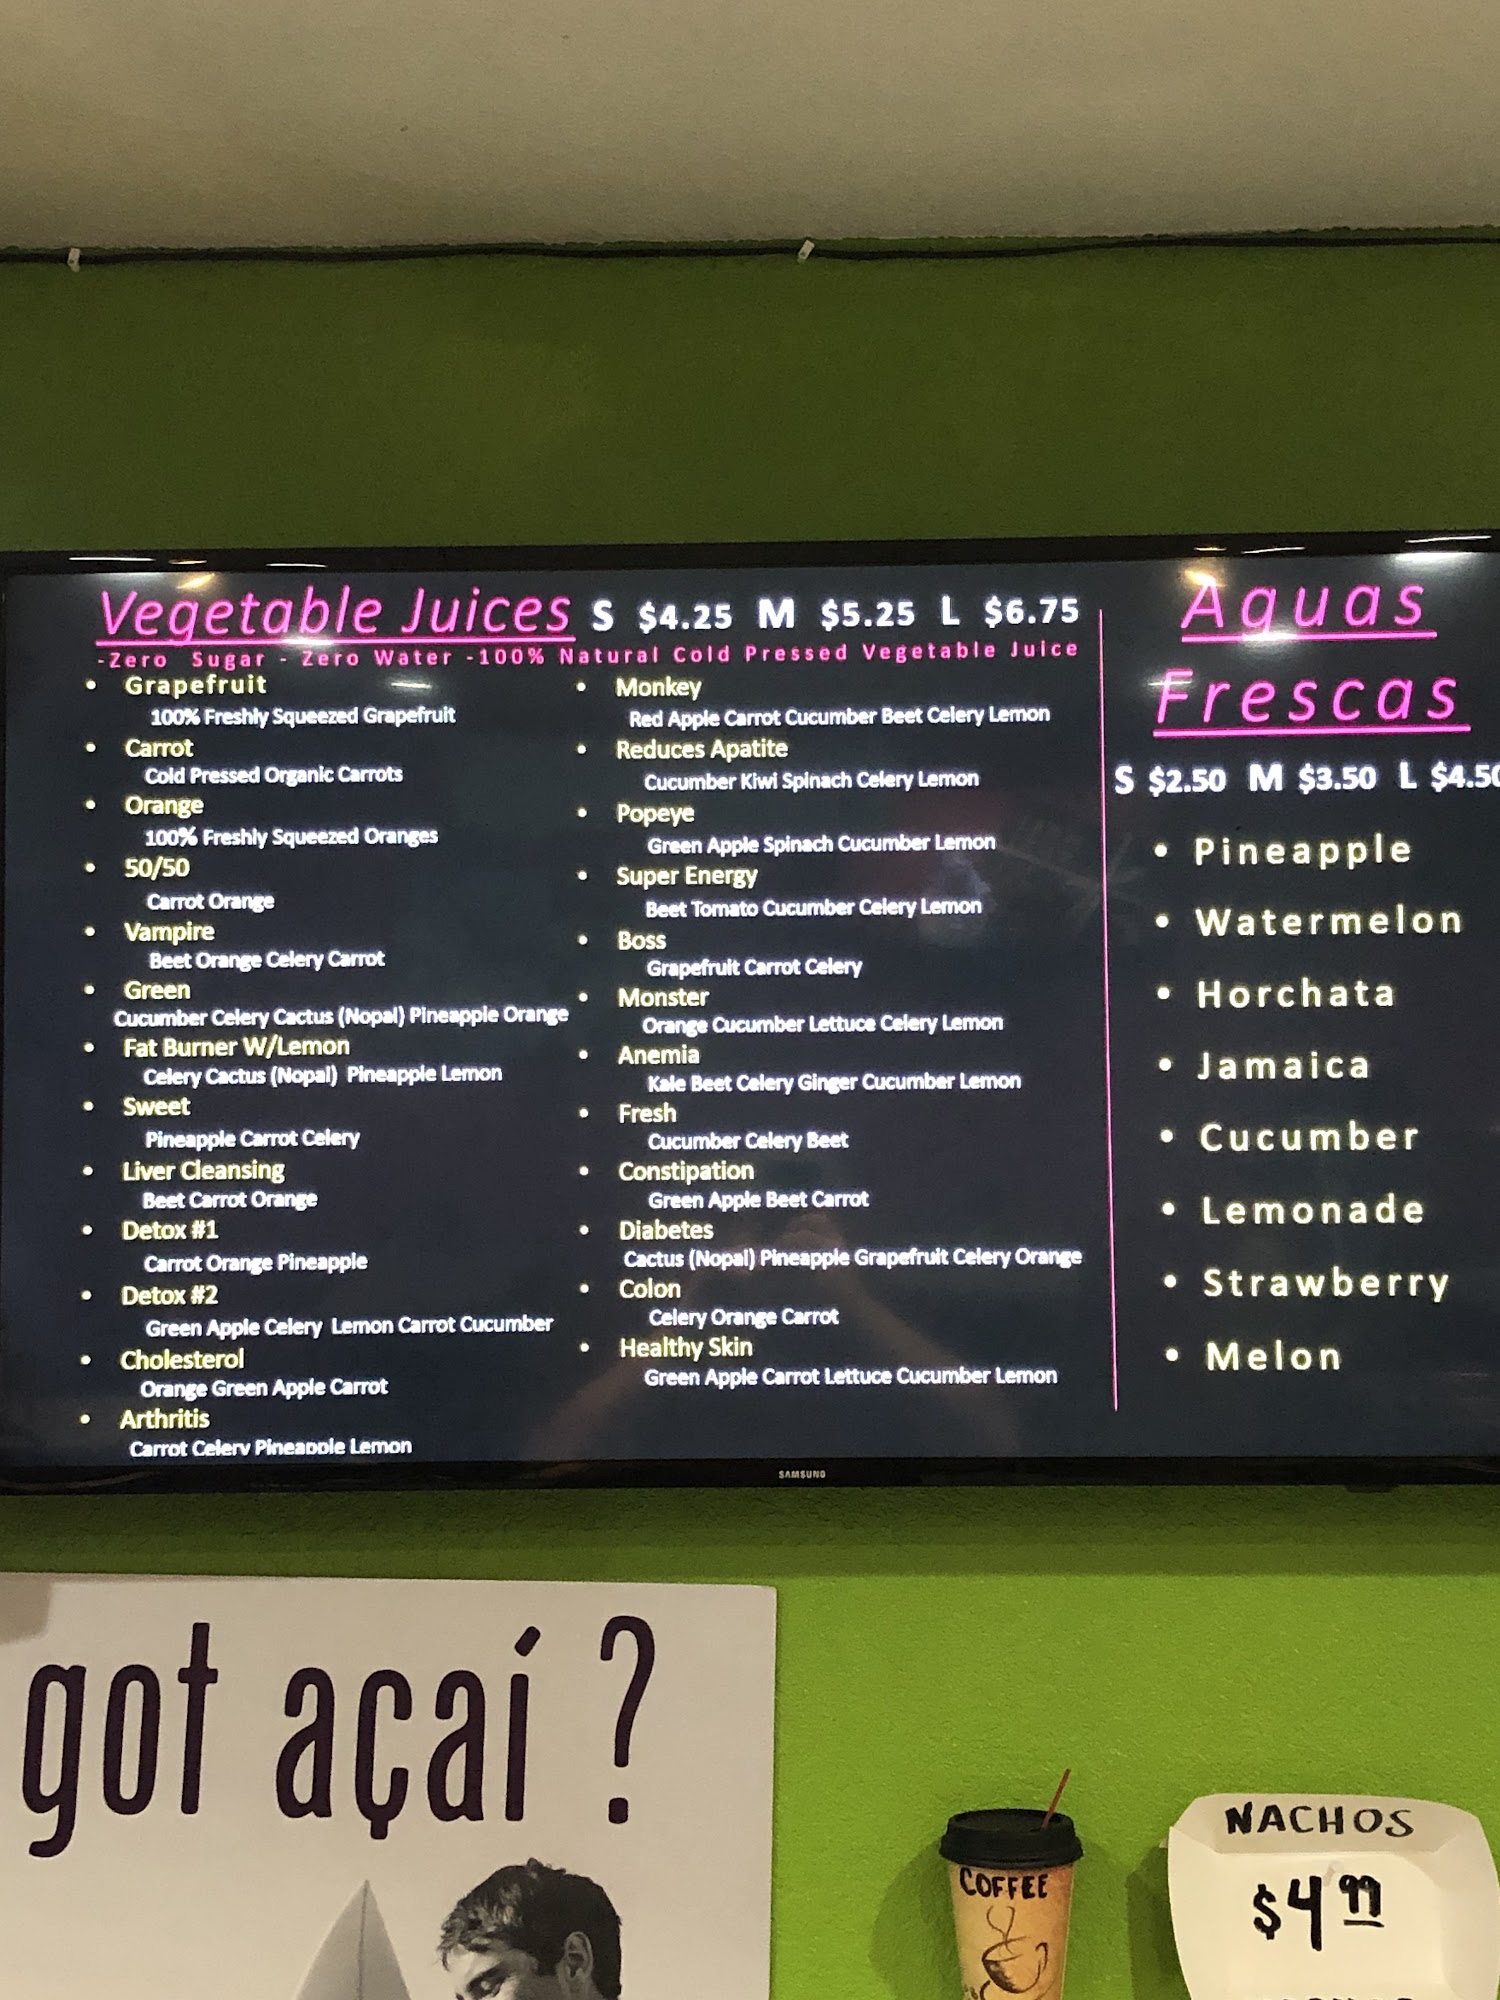 Vegetable Juices S $4.25 M $5.25 L $6.75
-Zero Sugar - Zero Water -100% Natural Cold Pressed Vegetable Juice
• Grapefruit
100% Freshly Squeezed Grapefruit
• Carrot
Cold Pressed Organic Carrots
• Orange
100% Freshly Squeezed Oranges
• 50/50
Carrot Orange
• Vampire
Beet Orange Celery Carrot
• Green
Cucumber Celery Cactus (Nopal) Pineapple Orange
• Fat Burner W/Lemon
Celery Cactus (Nopal) Pineapple Lemon
• Sweet
Pineapple Carrot Celery
• Liver Cleansing
Beet Carrot Orange
• Detox #1
Carrot Orange Pineapple
• Detox #2
Green Apple Celery Lemon Carrot Cucumber
• Cholesterol
Orange Green Apple Carrot
• Arthritis
Carrot Celery Pineapple Lemon
• Monkey
Red Apple Carrot Cucumber Beet Celery Lemon
• Reduces Apatite
Cucumber Kiwi Spinach Celery Lemon
• Popeye
Green Apple Spinach Cucumber Lemon
• Super Energy
Beet Tomato Cucumber Celery Lemon
• Boss
Grapefruit Carrot Celery
• Monster
Orange Cucumber Lettuce Celery Lemon
• Anemia
Kale Beet Celery Ginger Cucumber Lemon
• Fresh
Cucumber Celery Beet
• Constipation
Green Apple Beet Carrot
• Diabetes
Cactus (Nopal) Pineapple Grapefruit Celery Orange
• Colon
Celery Orange Carrot
• Healthy Skin
Green Apple Carrot Lettuce Cucumber Lemon
Aguas
Frescas
S $2.50 M $3.50 L $4.50
• Pineapple
• Watermelon
• Horchata
• Jamaica
• Cucumber
• Lemonade
• Strawberry
• Melon
SAMSUNG
got açaí ?
COFFEE
NACHOS
$4.99